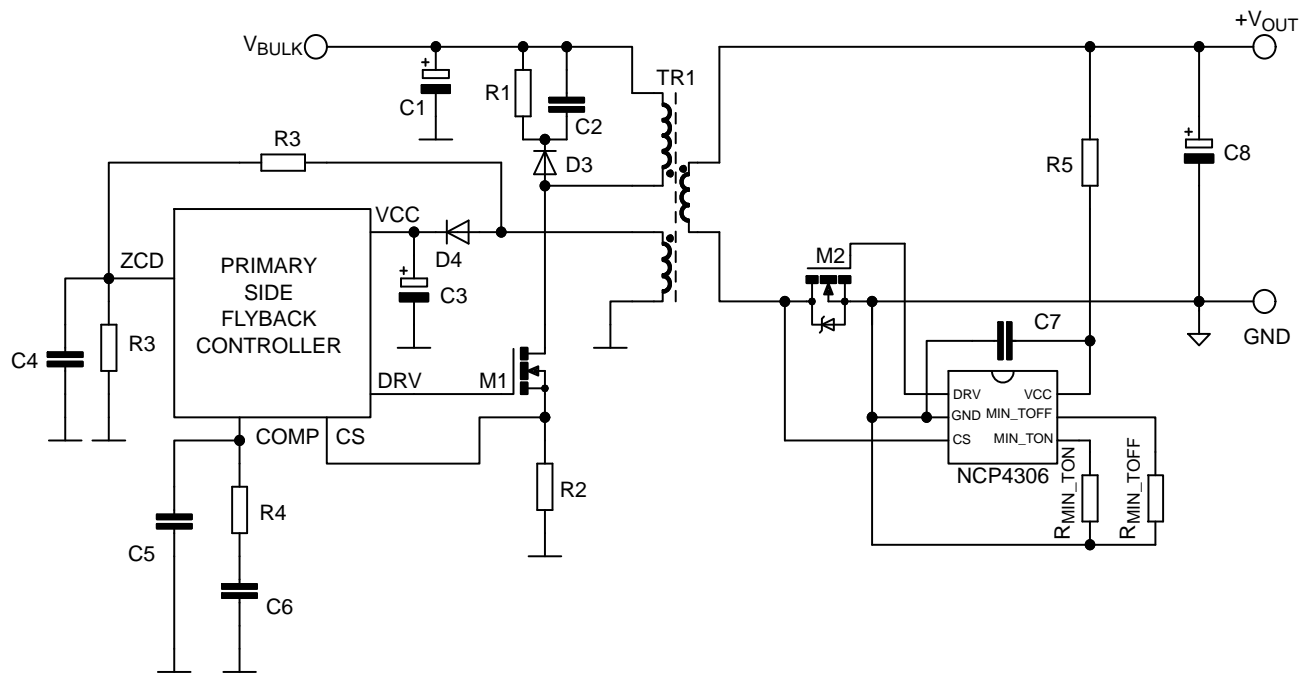 +VOUT
VBULK
TR1
R1
C1
C2
R3
D3
R5
C8
VCC
ZCD
D4
M2
PRIMARY
SIDE
FLYBACK
CONTROLLER
C3
C7
GND
R3
C4
DRV
M1
DRV
VCC
GND
MIN_TOFF
COMP
CS
CS
MIN_TON
NCP4306
R2
RMIN_TON
RMIN_TOFF
R4
C5
C6